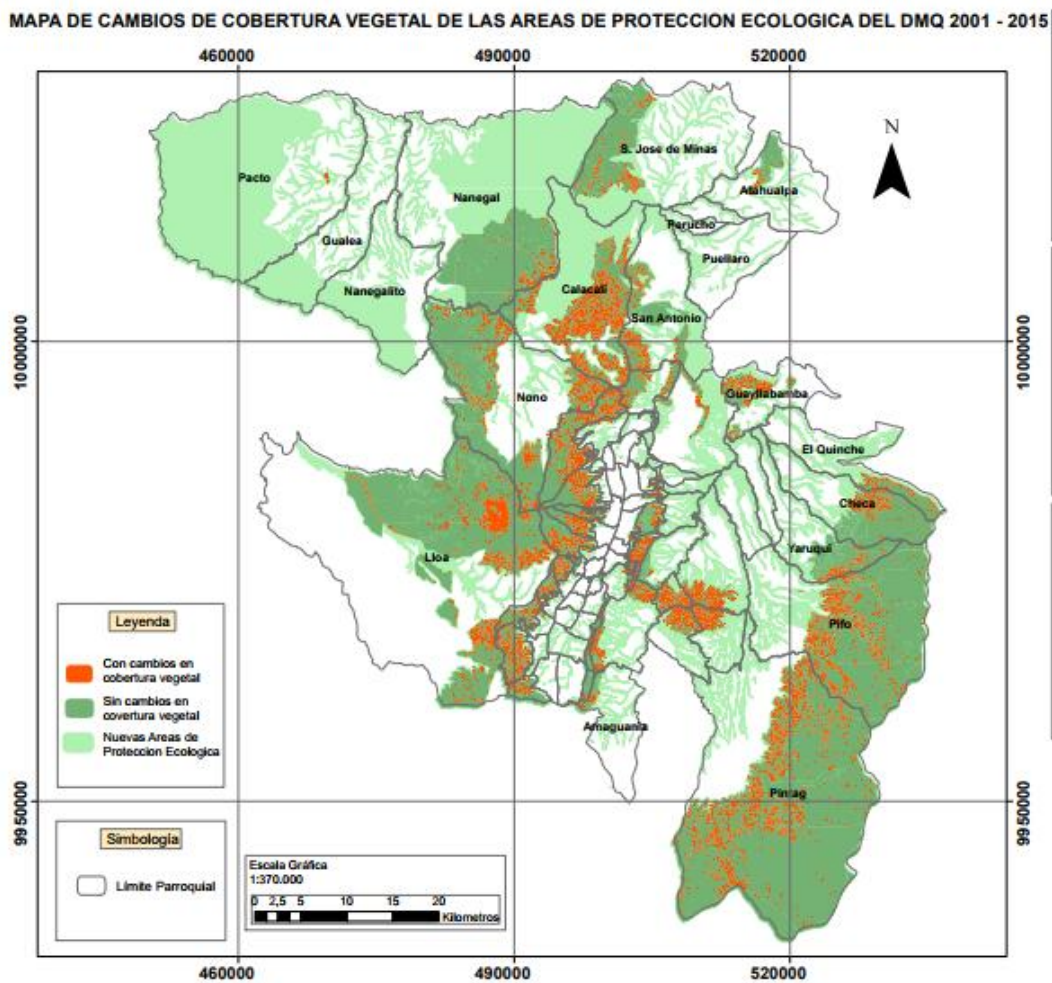 MAPA DE CAMBIOS DE COBERTURA VEGETAL DE LAS AREAS DE PROTECCION ECOLOGICA DEL DMQ 2001 - 2015
460000 490000 520000
N
S. Jose de Minas
Pacto
Atahualpa
Nanegal
Perucho
Gualea
Puellaro
Nanegalito
Calacali
San Antonio
10000000 10000000
Guayllabamba
Nono
El Quinche
Checa
Yaruqui
Lloa
Pifo
Leyenda
Con cambios en
cobertura vegetal
Sin cambios en
covertura vegetal
Nuevas Areas de
Proteccion Ecologica
Amaguania
Pintag
9950000 9950000
Simbología
Límite Parroquial
Escala Gráfica
1:370.000
0 2,5 5 10 15 20
Kilometros
460000 490000 520000